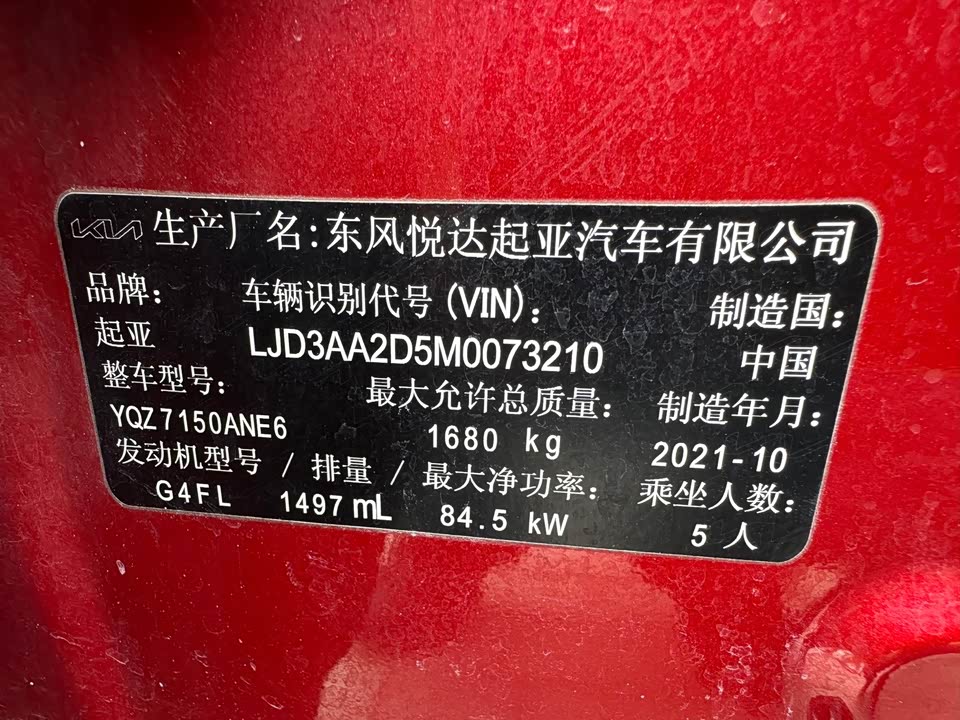 KIA 生产厂名:东风悦达起亚汽车有限公司
品牌: 车辆识别代号(VIN): 制造国:
起亚 LJD3AA2D5M0073210 中国
整车型号: 最大允许总质量: 制造年月:
YQZ7150ANE6 1680 kg 2021-10
发动机型号 / 排量 / 最大净功率: 乘坐人数:
G4FL 1497 mL 84.5 kW 5 人